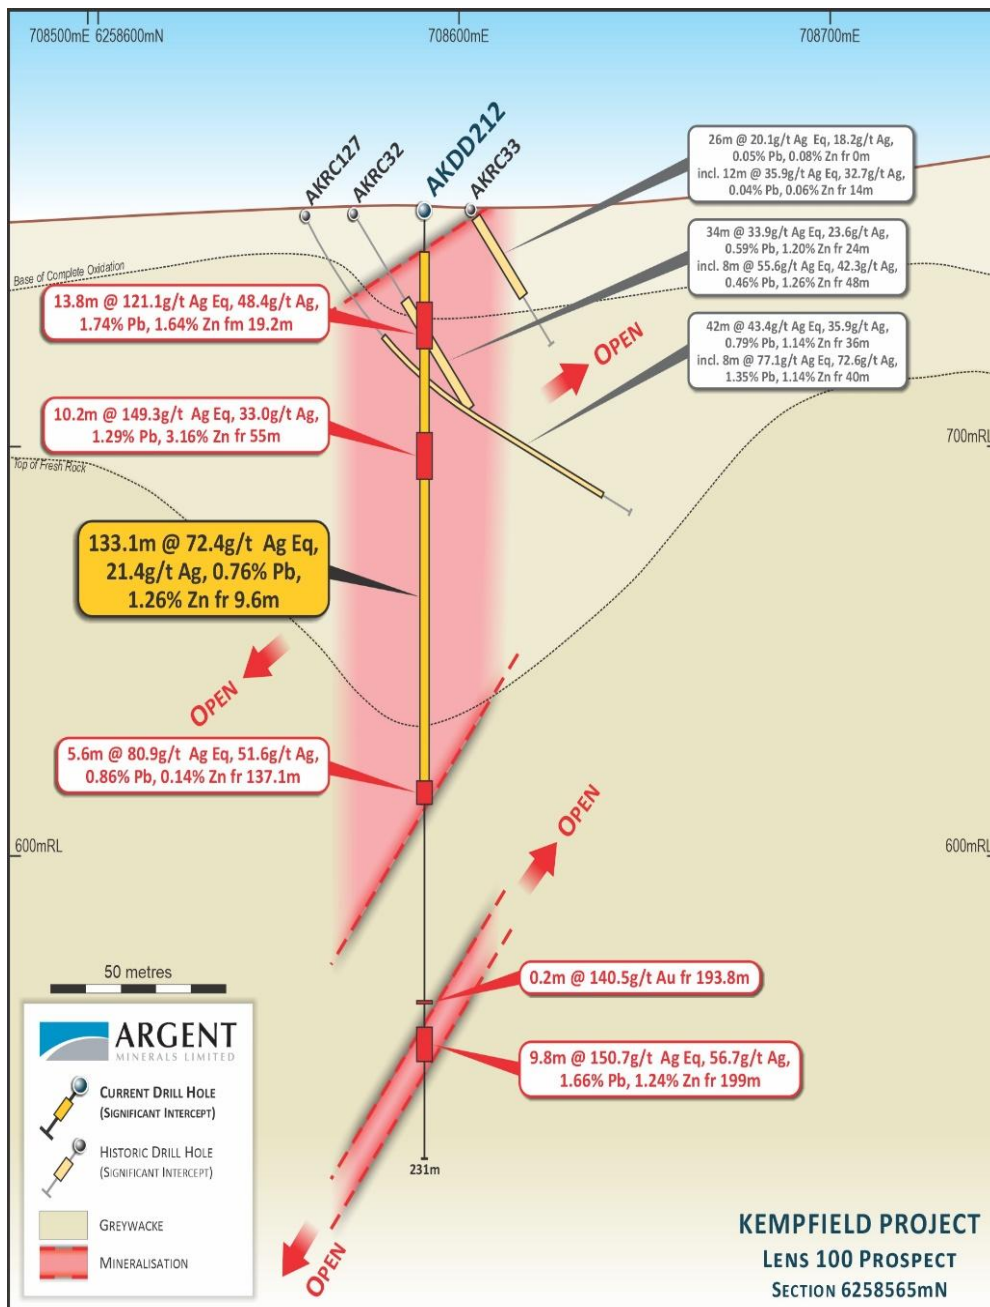 708500mE 6258600mN
708600mE
708700mE
AKRC127
AKRC32
AKDD212
AKRC33
26m @ 20.1g/t Ag Eq, 18.2g/t Ag,
0.05% Pb, 0.08% Zn fr 0m
incl. 12m @ 35.9g/t Ag Eq, 32.7g/t Ag,
0.04% Pb, 0.06% Zn fr 14m
34m @ 33.9g/t Ag Eq, 23.6g/t Ag,
0.59% Pb, 1.20% Zn fr 24m
incl. 8m @ 55.6g/t Ag Eq, 42.3g/t Ag,
0.46% Pb, 1.26% Zn fr 48m
Base of Complete Oxidation
13.8m @ 121.1g/t Ag Eq, 48.4g/t Ag,
1.74% Pb, 1.64% Zn fm 19.2m
42m @ 43.4g/t Ag Eq, 35.9g/t Ag,
0.79% Pb, 1.14% Zn fr 36m
incl. 8m @ 77.1g/t Ag Eq, 72.6g/t Ag,
1.35% Pb, 1.14% Zn fr 40m
OPEN
10.2m @ 149.3g/t Ag Eq, 33.0g/t Ag,
1.29% Pb, 3.16% Zn fr 55m
700mRL
Top of Fresh Rock
133.1m @ 72.4g/t Ag Eq,
21.4g/t Ag, 0.76% Pb,
1.26% Zn fr 9.6m
OPEN
5.6m @ 80.9g/t Ag Eq, 51.6g/t Ag,
0.86% Pb, 0.14% Zn fr 137.1m
OPEN
600mRL
600mRL
50 metres
0.2m @ 140.5g/t Au fr 193.8m
9.8m @ 150.7g/t Ag Eq, 56.7g/t Ag,
1.66% Pb, 1.24% Zn fr 199m
231m
OPEN
ARGENT
MINERALS LIMITED
CURRENT DRILL HOLE
(SIGNIFICANT INTERCEPT)
HISTORIC DRILL HOLE
(SIGNIFICANT INTERCEPT)
GREYWACKE
MINERALISATION
KEMPFIELD PROJECT
LENS 100 PROSPECT
SECTION 6258565mN